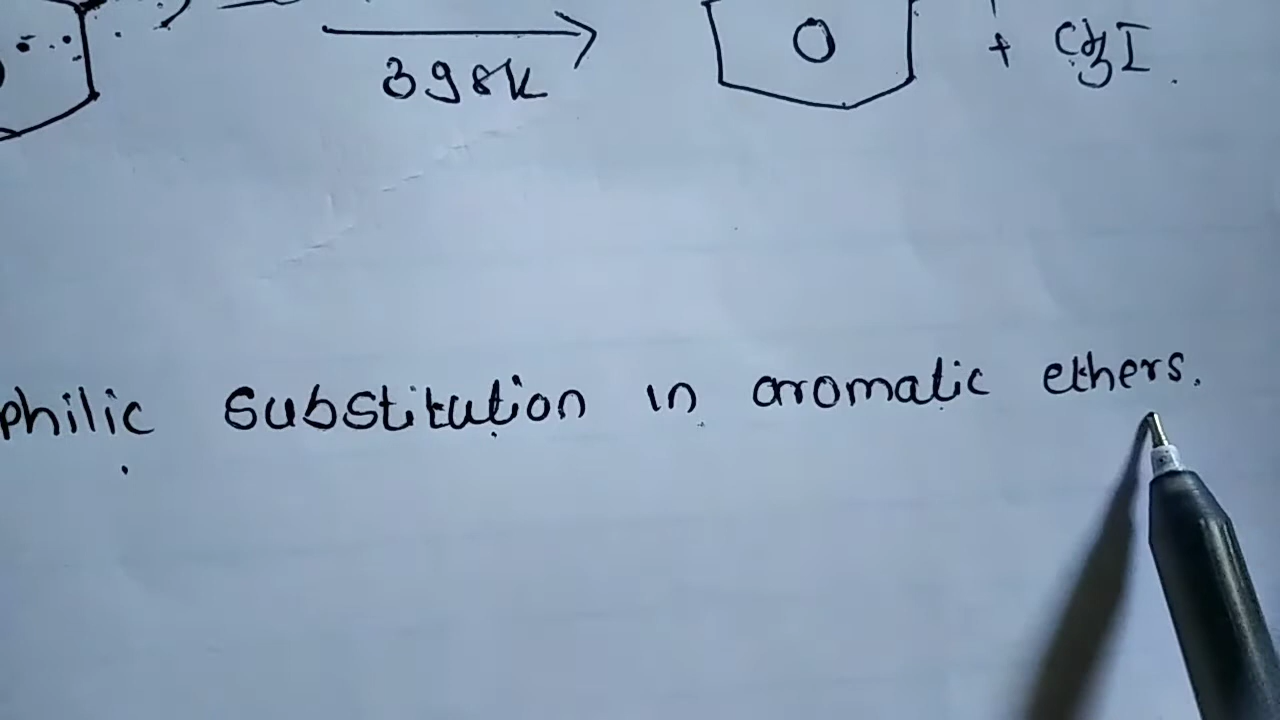 398K + CH3I.
philic substitution in aromatic ethers.